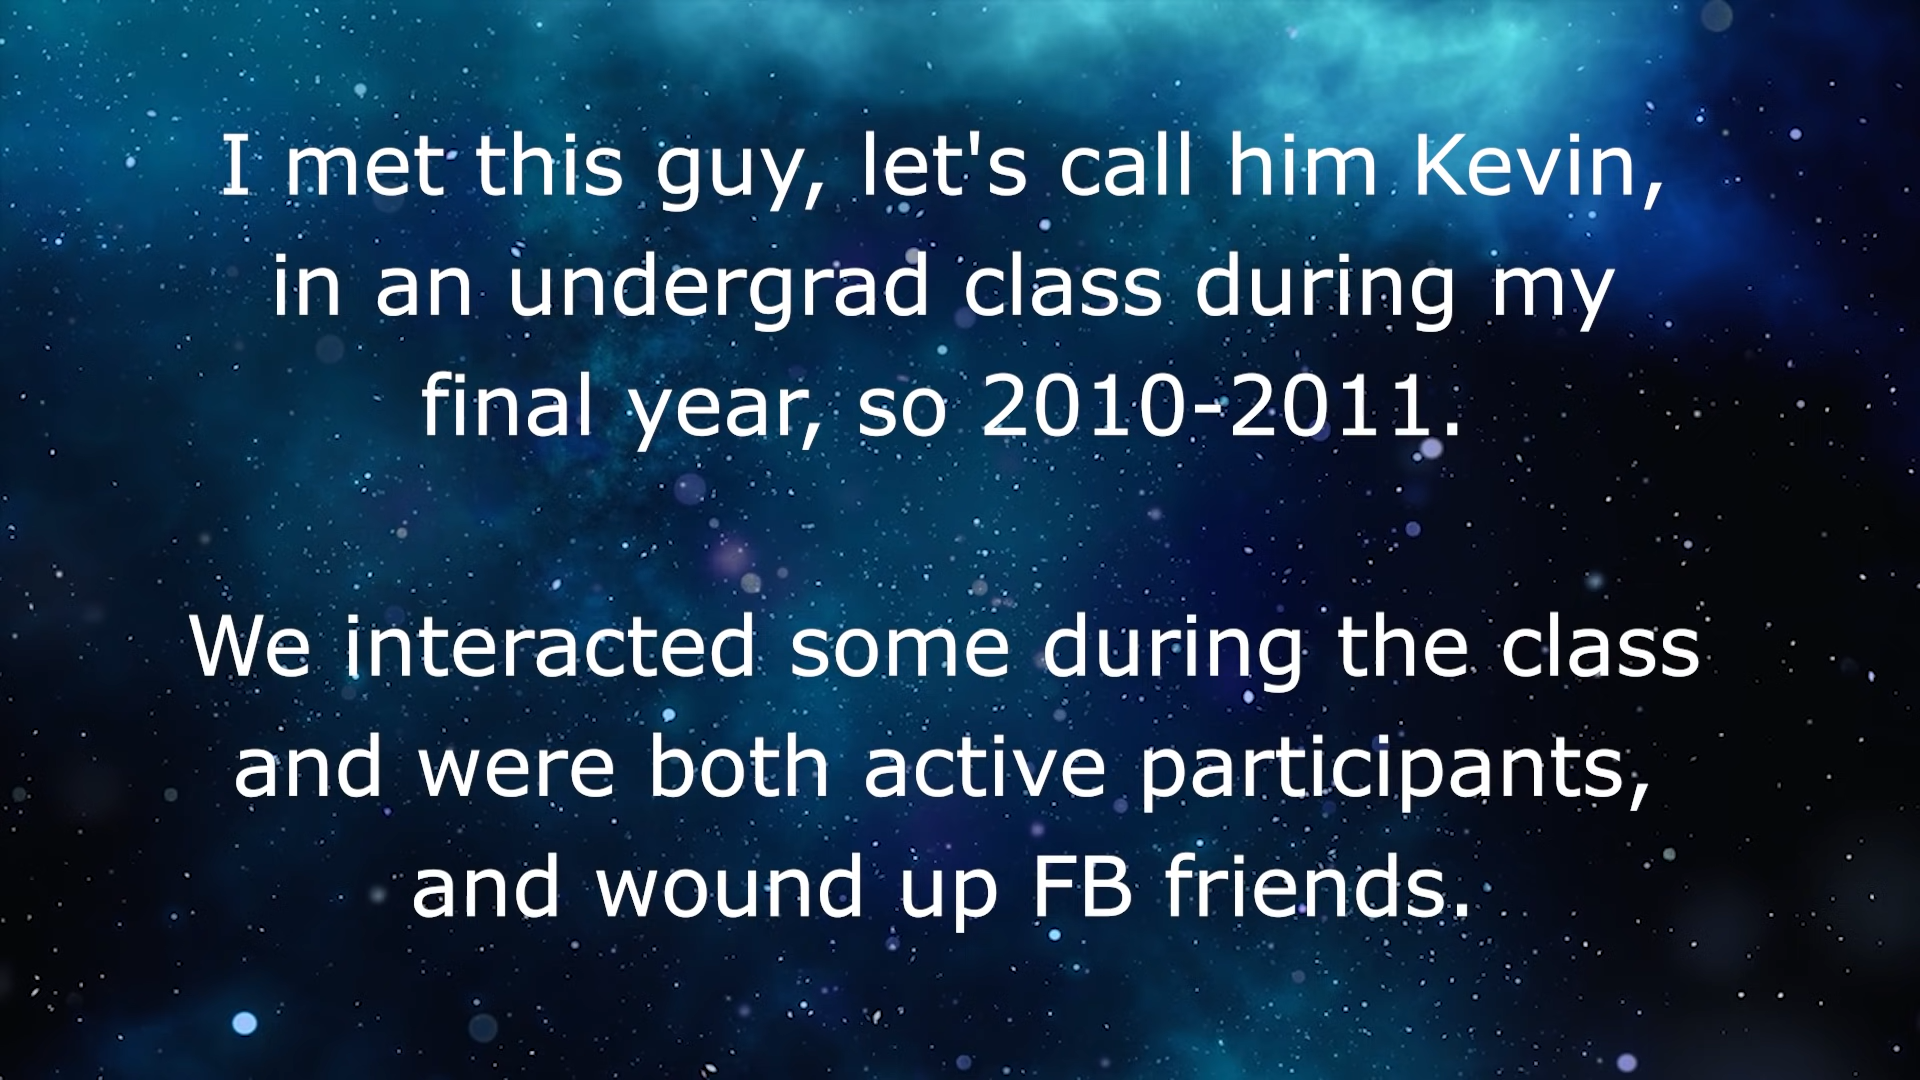 I met this guy, let's call him Kevin,
in an undergrad class during my
final year, so 2010-2011.
We interacted some during the class
and were both active participants,
and wound up FB friends.